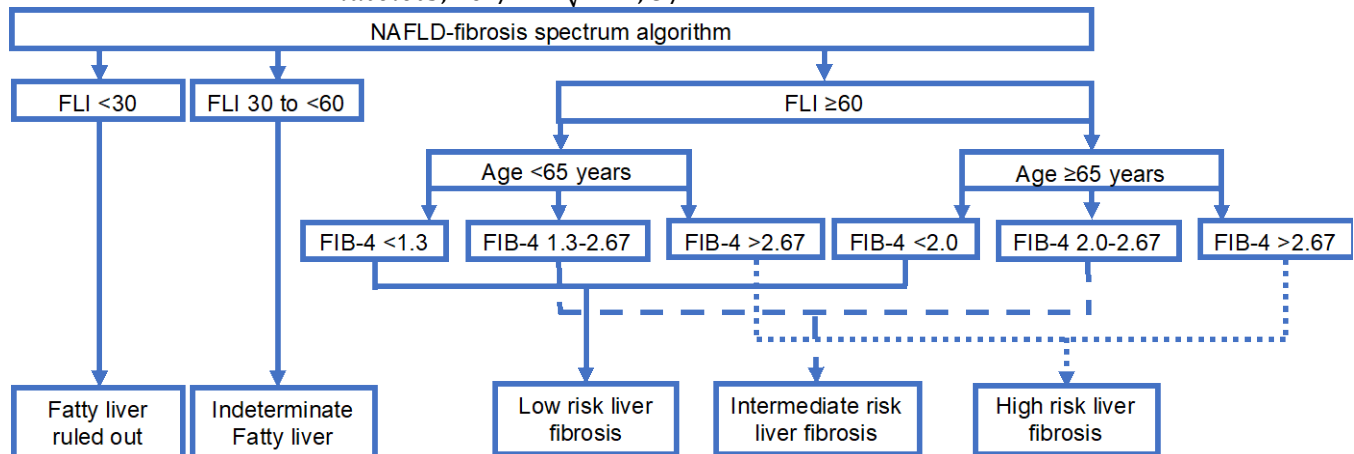 NAFLD-fibrosis spectrum algorithm
FLI <30
FLI 30 to <60
FLI ≥60
Age <65 years
Age ≥65 years
FIB-4 <1.3
FIB-4 1.3-2.67
FIB-4 >2.67
FIB-4 <2.0
FIB-4 2.0-2.67
FIB-4 >2.67
Fatty liver
ruled out
Indeterminate
Fatty liver
Low risk liver
fibrosis
Intermediate risk
liver fibrosis
High risk liver
fibrosis